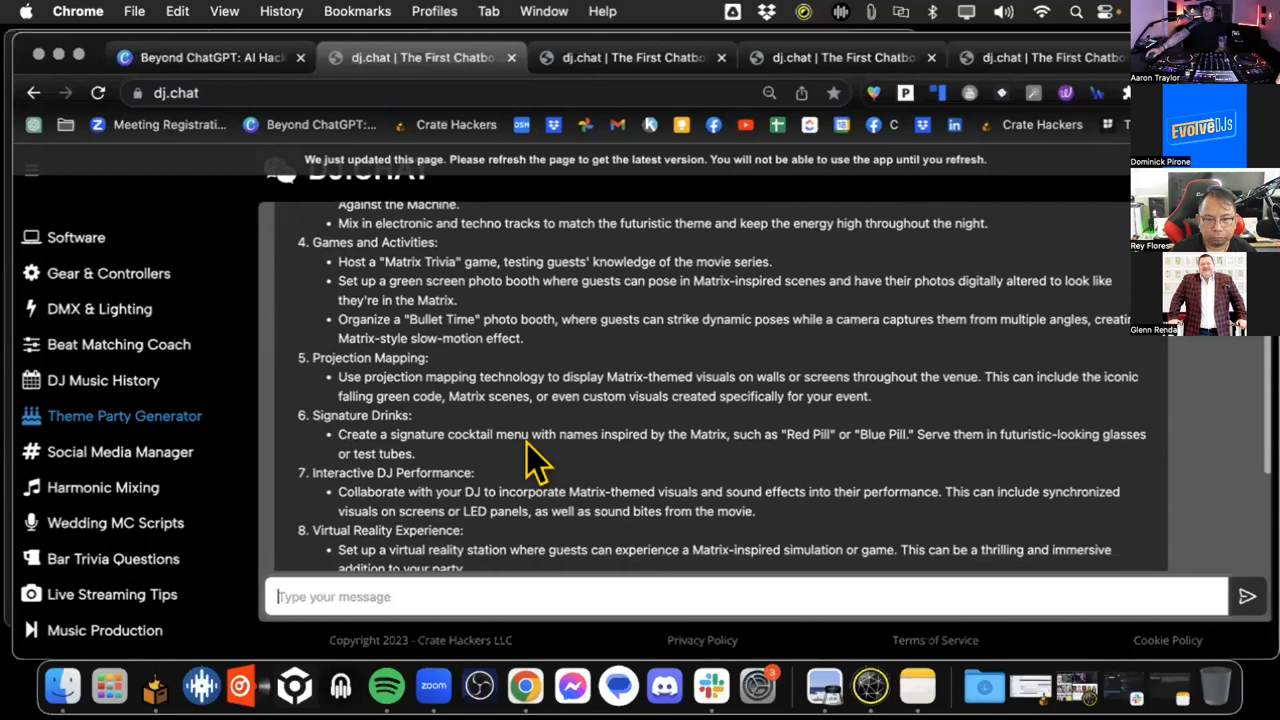 Chrome File Edit View History Bookmarks Profiles Tab Window Help
Beyond ChatGPT: AI Hack
dj.chat | The First Chatbo
dj.chat | The First Chatbo
dj.chat | The First Chatbo
dj.chat | The First Chatbo
dj.chat
Meeting Registrati...
Beyond ChatGPT:...
Crate Hackers
DSM
C
Crate Hackers
We just updated this page. Please refresh the page to get the latest version. You will not be able to use the app until you refresh.
DJ.CHAT
Against the Machine.
• Mix in electronic and techno tracks to match the futuristic theme and keep the energy high throughout the night.
4. Games and Activities:
• Host a "Matrix Trivia" game, testing guests' knowledge of the movie series.
• Set up a green screen photo booth where guests can pose in Matrix-inspired scenes and have their photos digitally altered to look like
they're in the Matrix.
• Organize a "Bullet Time" photo booth, where guests can strike dynamic poses while a camera captures them from multiple angles, creatin
Matrix-style slow-motion effect.
5. Projection Mapping:
• Use projection mapping technology to display Matrix-themed visuals on walls or screens throughout the venue. This can include the iconic
falling green code, Matrix scenes, or even custom visuals created specifically for your event.
6. Signature Drinks:
• Create a signature cocktail menu with names inspired by the Matrix, such as "Red Pill" or "Blue Pill." Serve them in futuristic-looking glasses
or test tubes.
7. Interactive DJ Performance:
• Collaborate with your DJ to incorporate Matrix-themed visuals and sound effects into their performance. This can include synchronized
visuals on screens or LED panels, as well as sound bites from the movie.
8. Virtual Reality Experience:
• Set up a virtual reality station where guests can experience a Matrix-inspired simulation or game. This can be a thrilling and immersive
addition to your party.
Software
Gear & Controllers
DMX & Lighting
Beat Matching Coach
DJ Music History
Theme Party Generator
Social Media Manager
Harmonic Mixing
Wedding MC Scripts
Bar Trivia Questions
Live Streaming Tips
Music Production
Type your message
Copyright 2023 - Crate Hackers LLC
Privacy Policy
Terms of Service
Cookie Policy
zoom
3
Aaron Traylor
EVOLVE DJs
Dominick Pirone
Rey Flores
Glenn Renda